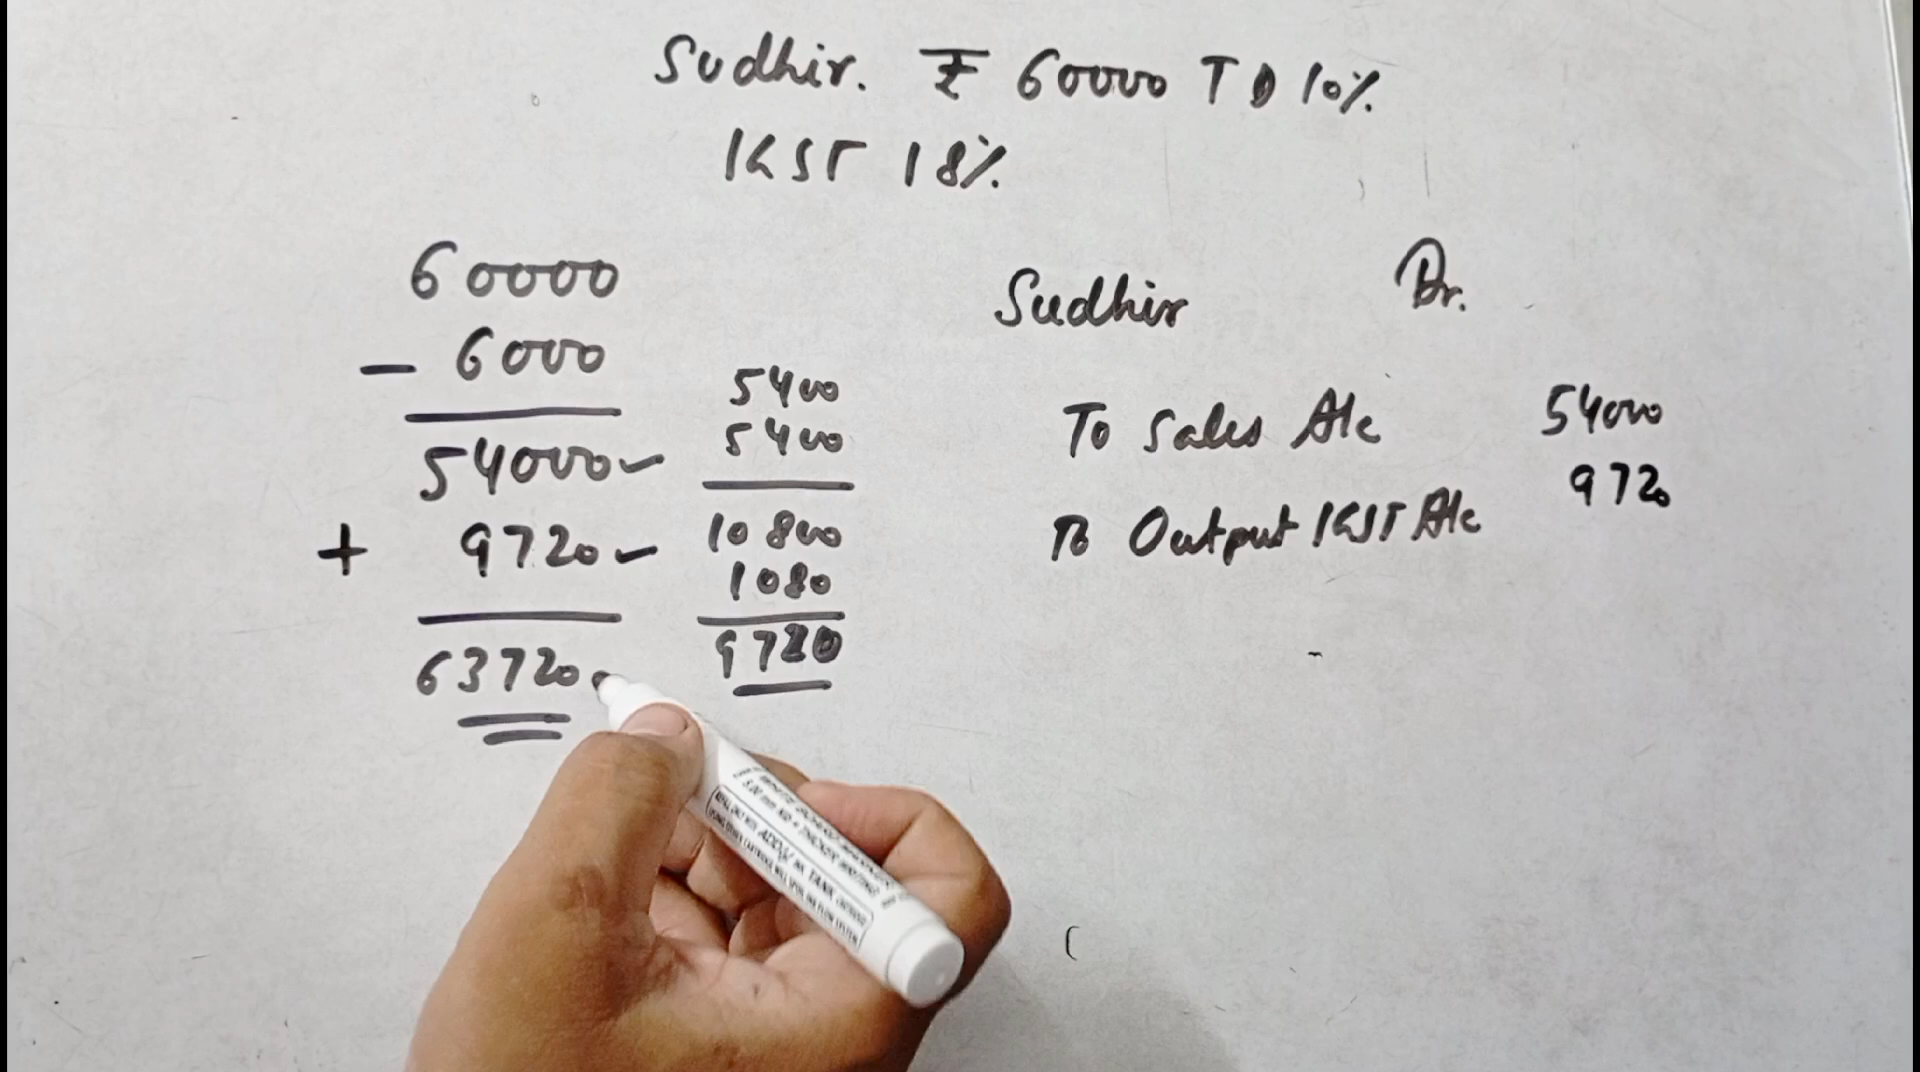 Sudhir. ₹ 60000 TD 10%
IGST 18%
60000
- 6000
54000
+ 9720
63720
5400
5400
10800
1080
9720
Sudhir Dr.
To Sales A/c 54000
To Output IGST A/c 9720